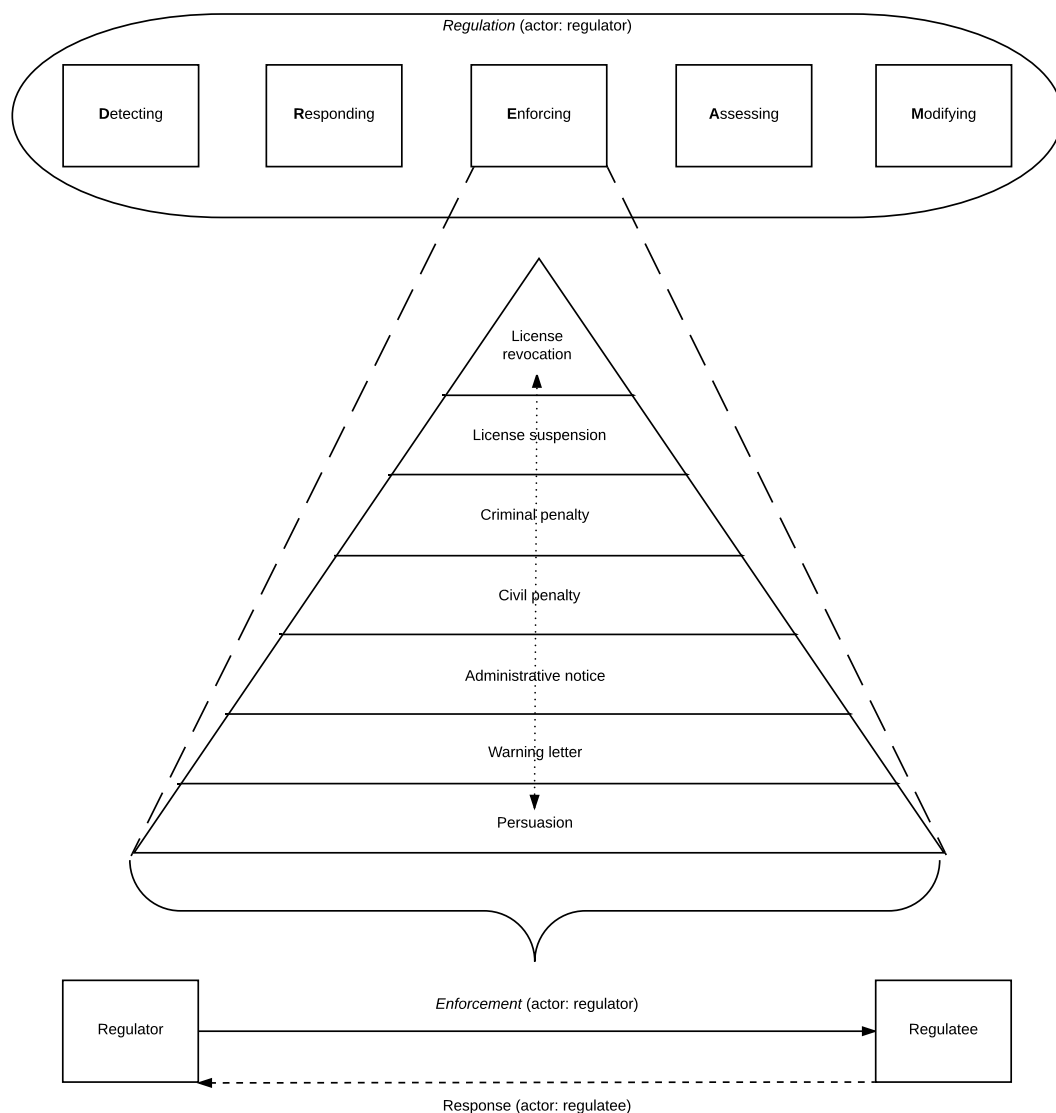 Regulation (actor: regulator)
Detecting
Responding
Enforcing
Assessing
Modifying
License
revocation
License suspension
Criminal penalty
Civil penalty
Administrative notice
Warning letter
Persuasion
Enforcement (actor: regulator)
Regulator
Regulatee
Response (actor: regulatee)